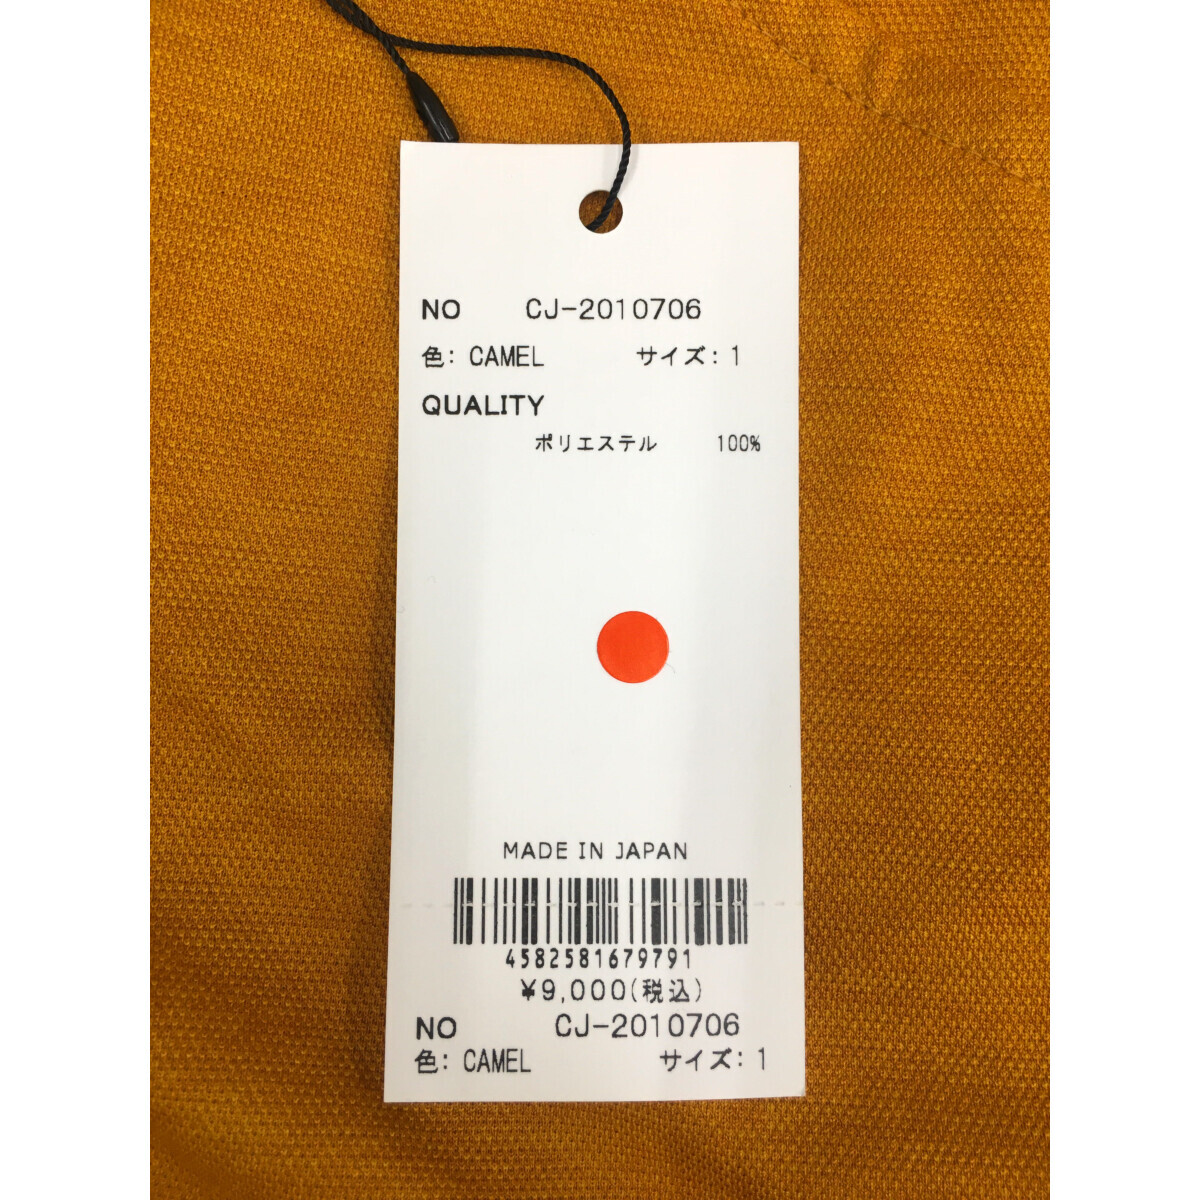 NO CJ-2010706
色: CAMEL サイズ: 1
QUALITY
ポリエステル 100%
MADE IN JAPAN
4582581679791
¥9,000(税込)
NO CJ-2010706
色: CAMEL サイズ: 1